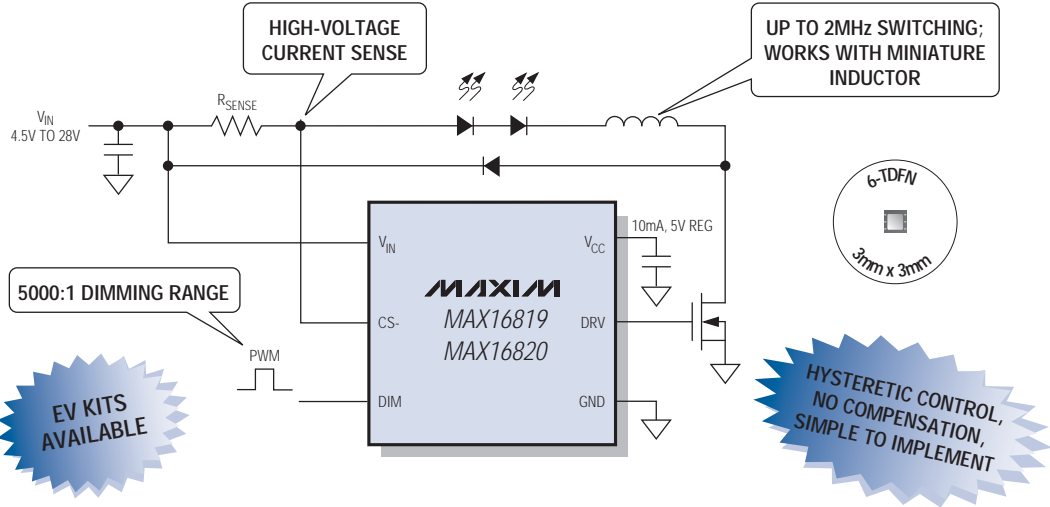 HIGH-VOLTAGE
CURRENT SENSE
UP TO 2MHz SWITCHING;
WORKS WITH MINIATURE
INDUCTOR
RSENSE
VIN
4.5V TO 28V
6-TDFN
3mm x 3mm
10mA, 5V REG
VIN
VCC
5000:1 DIMMING RANGE
MAXIM
MAX16819
MAX16820
CS-
DRV
PWM
DIM
GND
EV KITS
AVAILABLE
HYSTERETIC CONTROL,
NO COMPENSATION,
SIMPLE TO IMPLEMENT